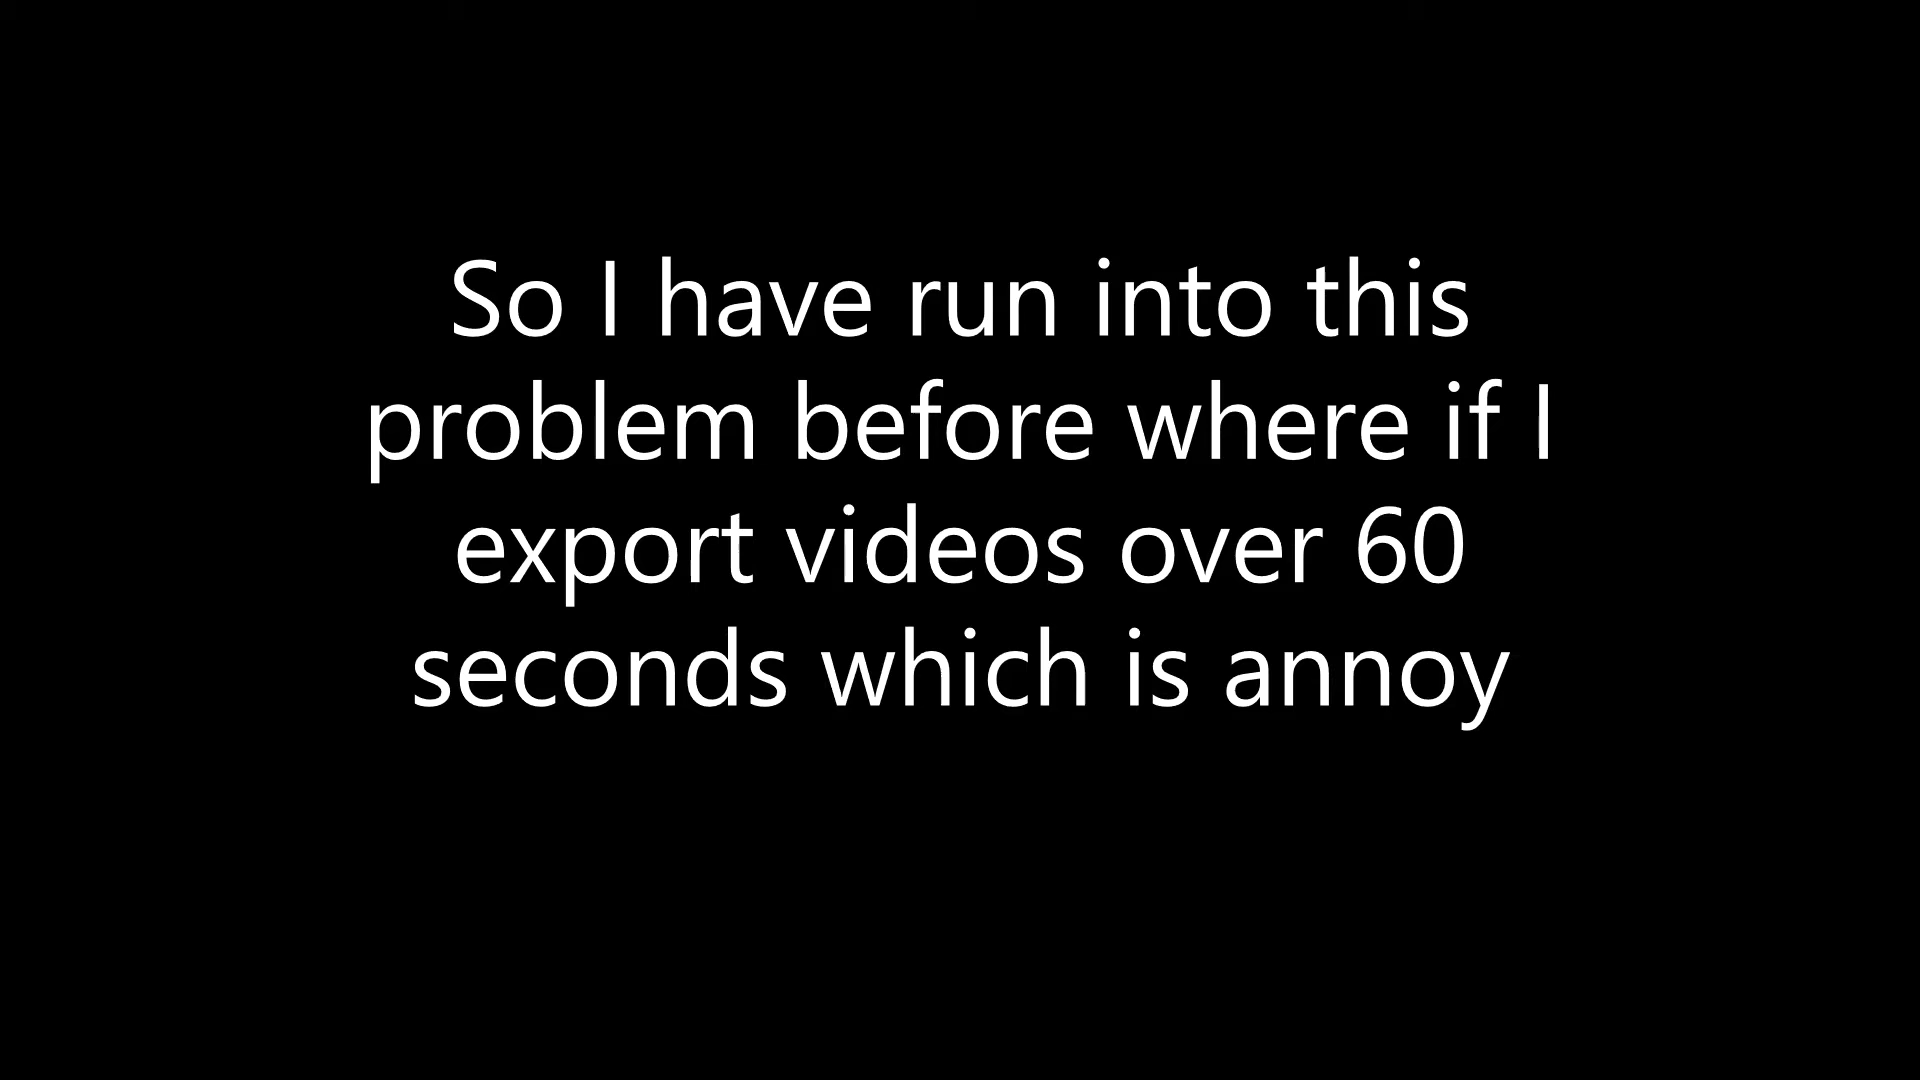 So I have run into this
problem before where if I
export videos over 60
seconds which is annoy